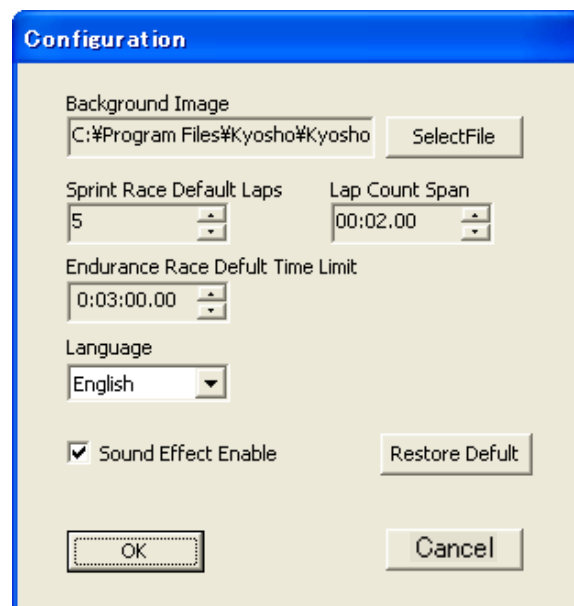 Configuration
Background Image
C:¥Program Files¥Kyosho¥Kyosho
SelectFile
Sprint Race Default Laps
Lap Count Span
5
00:02.00
Endurance Race Defult Time Limit
0:03:00.00
Language
English
Sound Effect Enable
Restore Defult
OK
Cancel